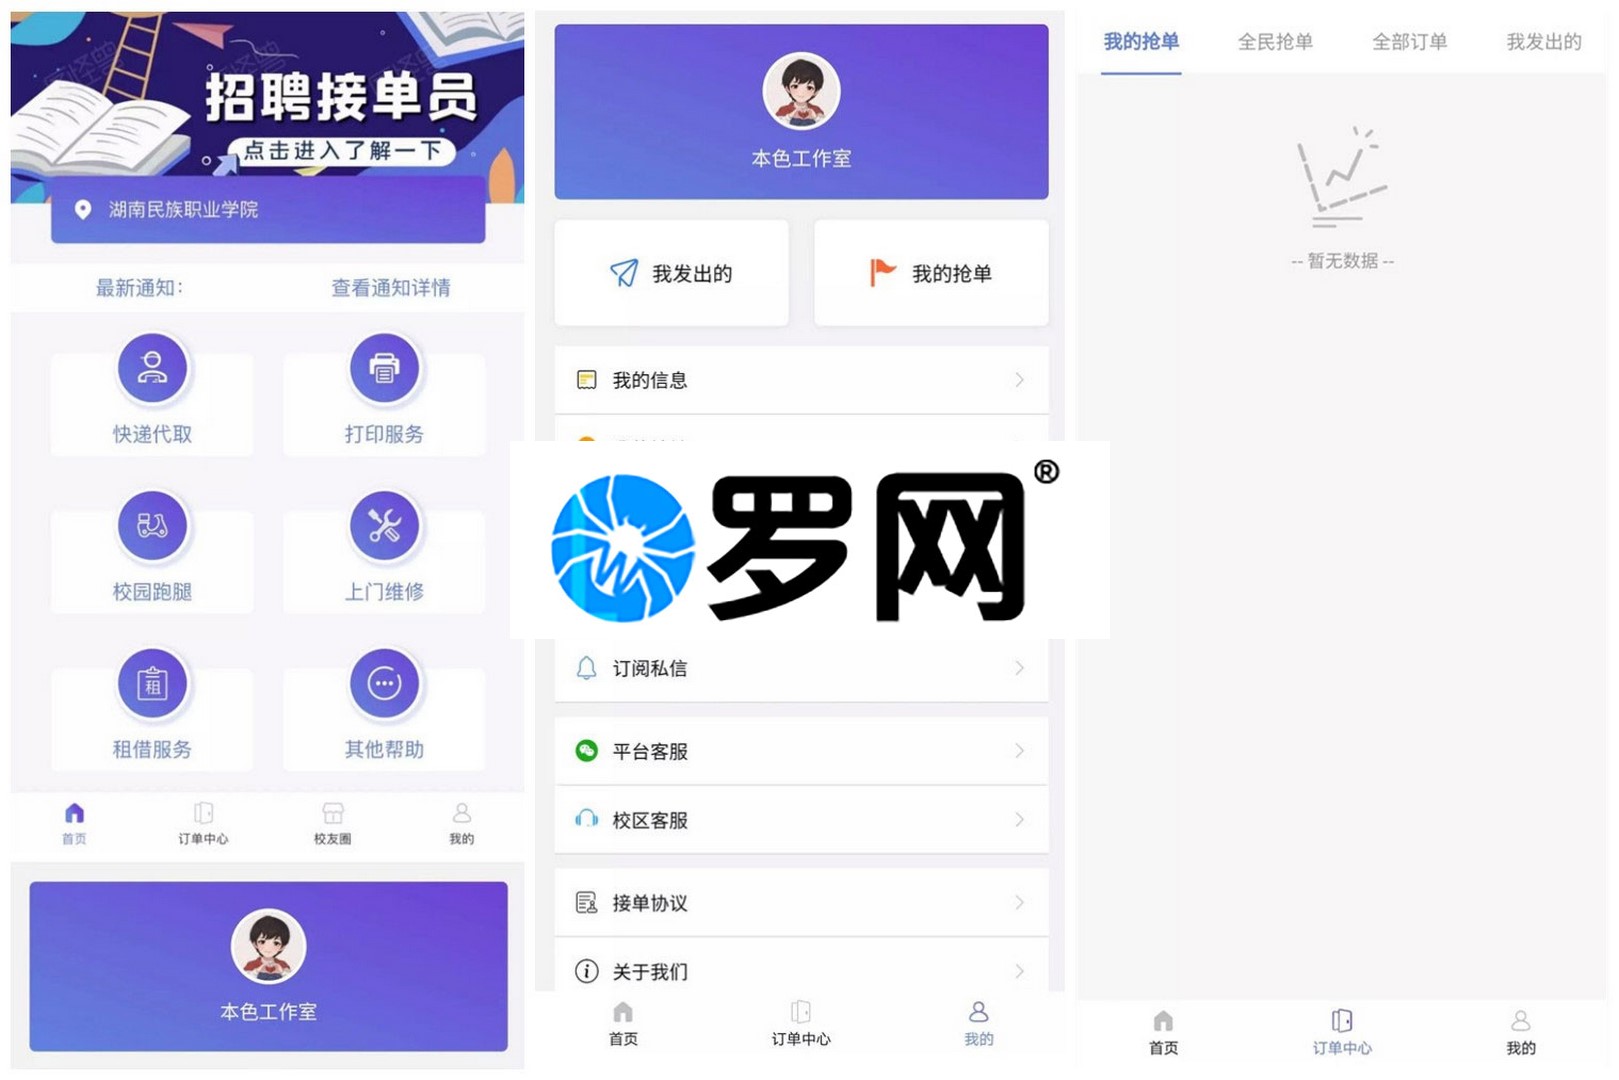 招聘接单员
点击进入了解一下
湖南民族职业学院
最新通知:
查看通知详情
快递代取
打印服务
校园跑腿
上门维修
租
租借服务
其他帮助
首页
订单中心
校友圈
我的
本色工作室
本色工作室
我发出的
我的抢单
我的信息
罗网®
订阅私信
平台客服
校区客服
接单协议
关于我们
首页
订单中心
我的
我的抢单
全民抢单
全部订单
我发出的
-- 暂无数据 --
首页
订单中心
我的